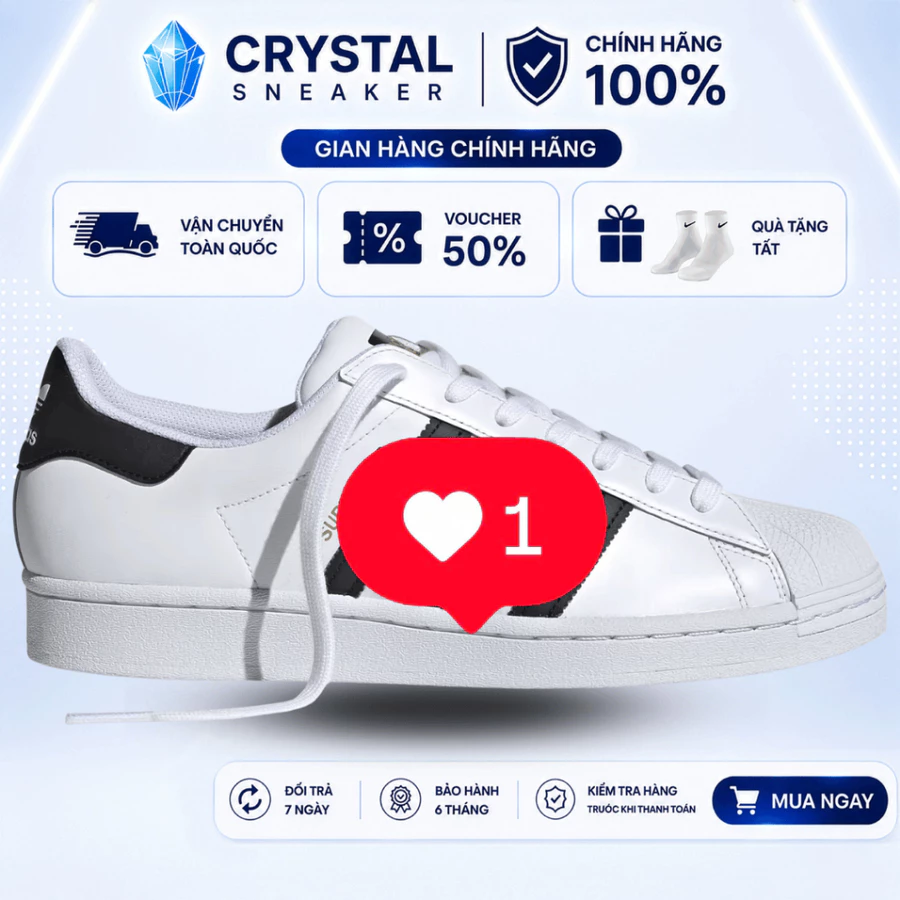 CRYSTAL
SNEAKER
CHÍNH HÃNG
100%
GIAN HÀNG CHÍNH HÃNG
VẬN CHUYỂN
TOÀN QUỐC
%
VOUCHER
50%
QUÀ TẶNG
TẤT
1
ĐỔI TRẢ
7 NGÀY
BẢO HÀNH
6 THÁNG
KIỂM TRA HÀNG
TRƯỚC KHI THANH TOÁN
MUA NGAY